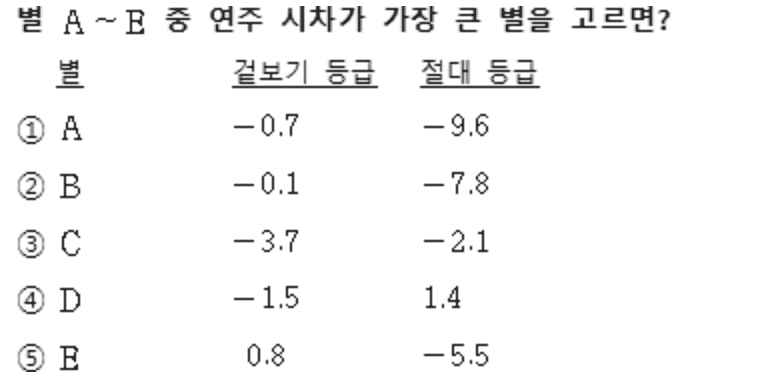 별 A ~ E 중 연주 시차가 가장 큰 별을 고르면?
별 겉보기 등급 절대 등급
① A -0.7 -9.6
② B -0.1 -7.8
③ C -3.7 -2.1
④ D -1.5 1.4
⑤ E 0.8 -5.5